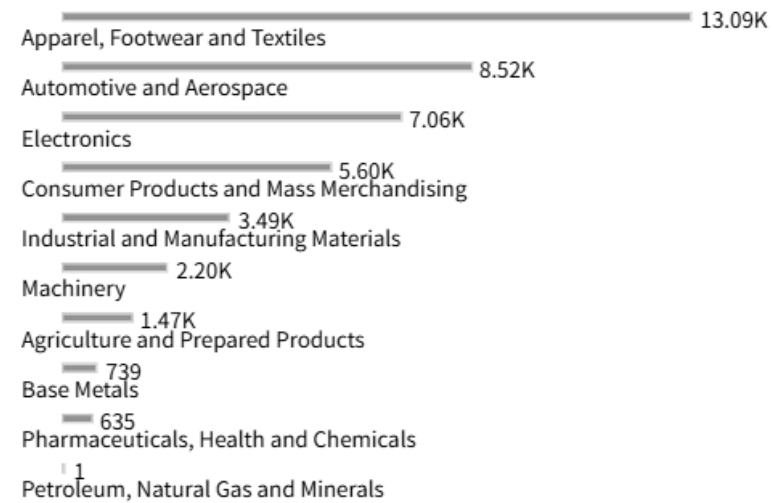 13.09K
Apparel, Footwear and Textiles
8.52K
Automotive and Aerospace
7.06K
Electronics
5.60K
Consumer Products and Mass Merchandising
3.49K
Industrial and Manufacturing Materials
2.20K
Machinery
1.47K
Agriculture and Prepared Products
739
Base Metals
635
Pharmaceuticals, Health and Chemicals
1
Petroleum, Natural Gas and Minerals